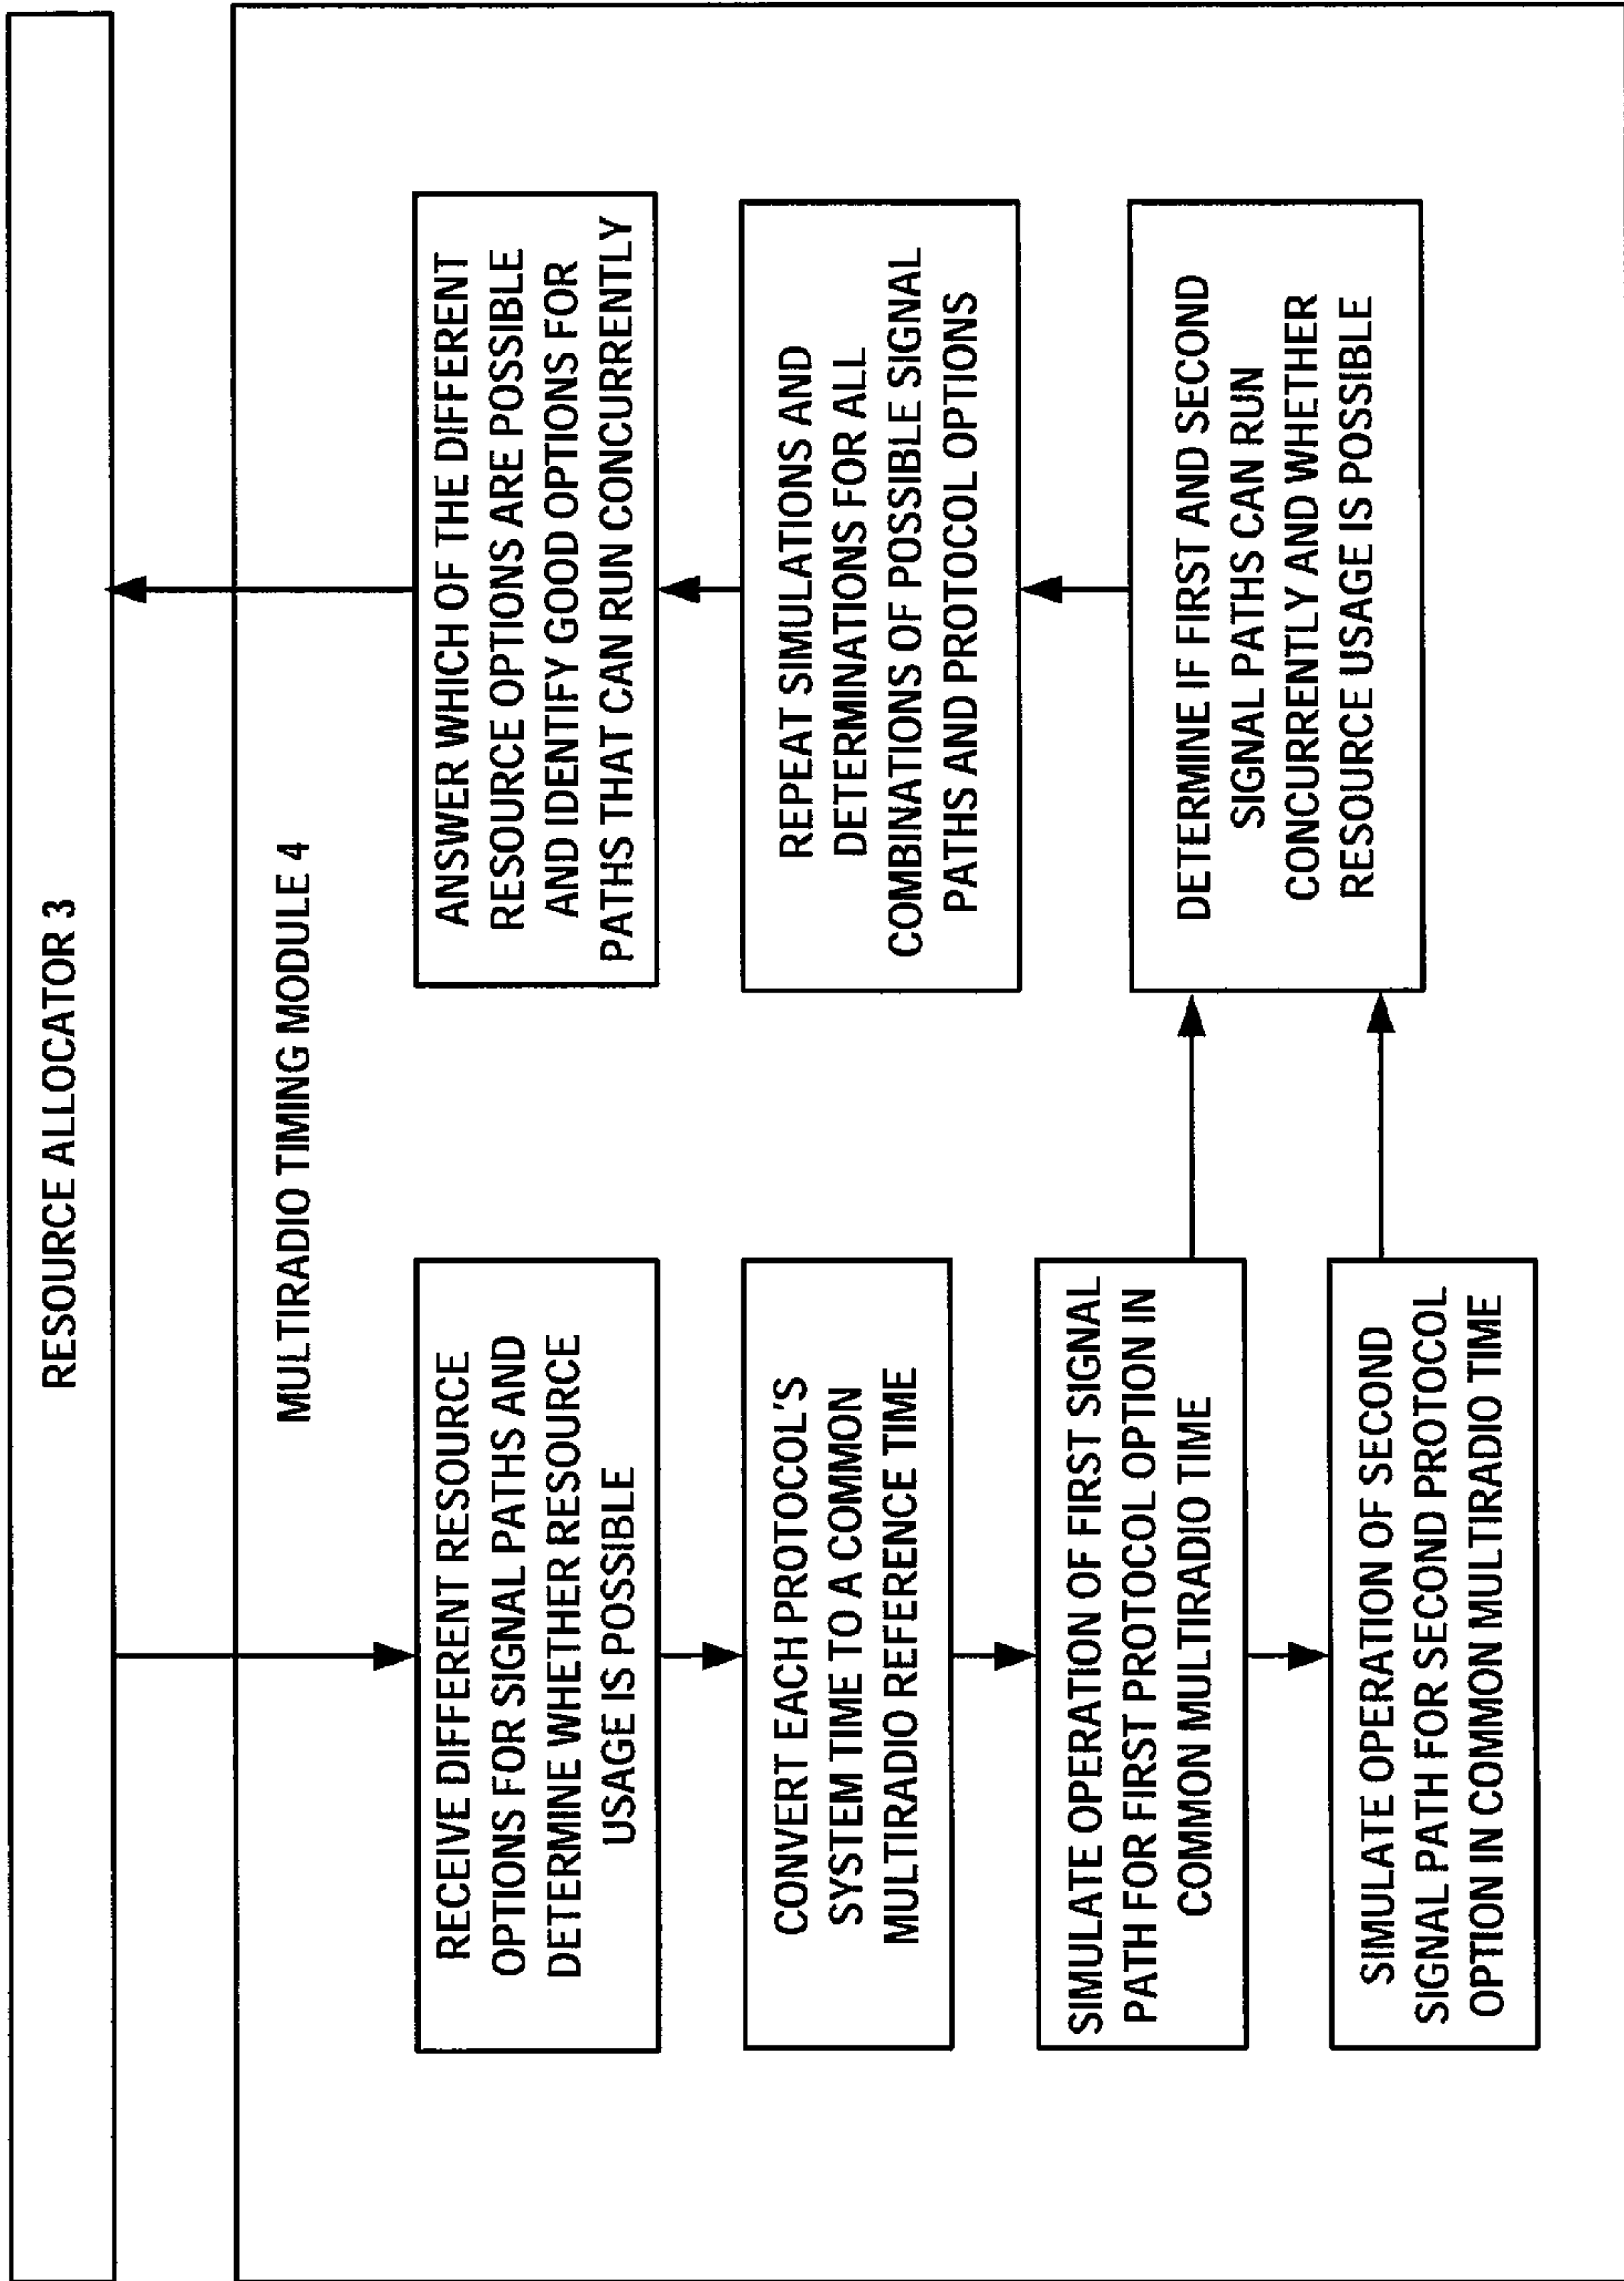 RESOURCE ALLOCATOR 3
MULTIRADIO TIMING MODULE 4
RECEIVE DIFFERENT RESOURCE
OPTIONS FOR SIGNAL PATHS AND
DETERMINE WHETHER RESOURCE
USAGE IS POSSIBLE
CONVERT EACH PROTOCOL'S
SYSTEM TIME TO A COMMON
MULTIRADIO REFERENCE TIME
SIMULATE OPERATION OF FIRST SIGNAL
PATH FOR FIRST PROTOCOL OPTION IN
COMMON MULTIRADIO TIME
SIMULATE OPERATION OF SECOND
SIGNAL PATH FOR SECOND PROTOCOL
OPTION IN COMMON MULTIRADIO TIME
DETERMINE IF FIRST AND SECOND
SIGNAL PATHS CAN RUN
CONCURRENTLY AND WHETHER
RESOURCE USAGE IS POSSIBLE
REPEAT SIMULATIONS AND
DETERMINATIONS FOR ALL
COMBINATIONS OF POSSIBLE SIGNAL
PATHS AND PROTOCOL OPTIONS
ANSWER WHICH OF THE DIFFERENT
RESOURCE OPTIONS ARE POSSIBLE
AND IDENTIFY GOOD OPTIONS FOR
PATHS THAT CAN RUN CONCURRENTLY